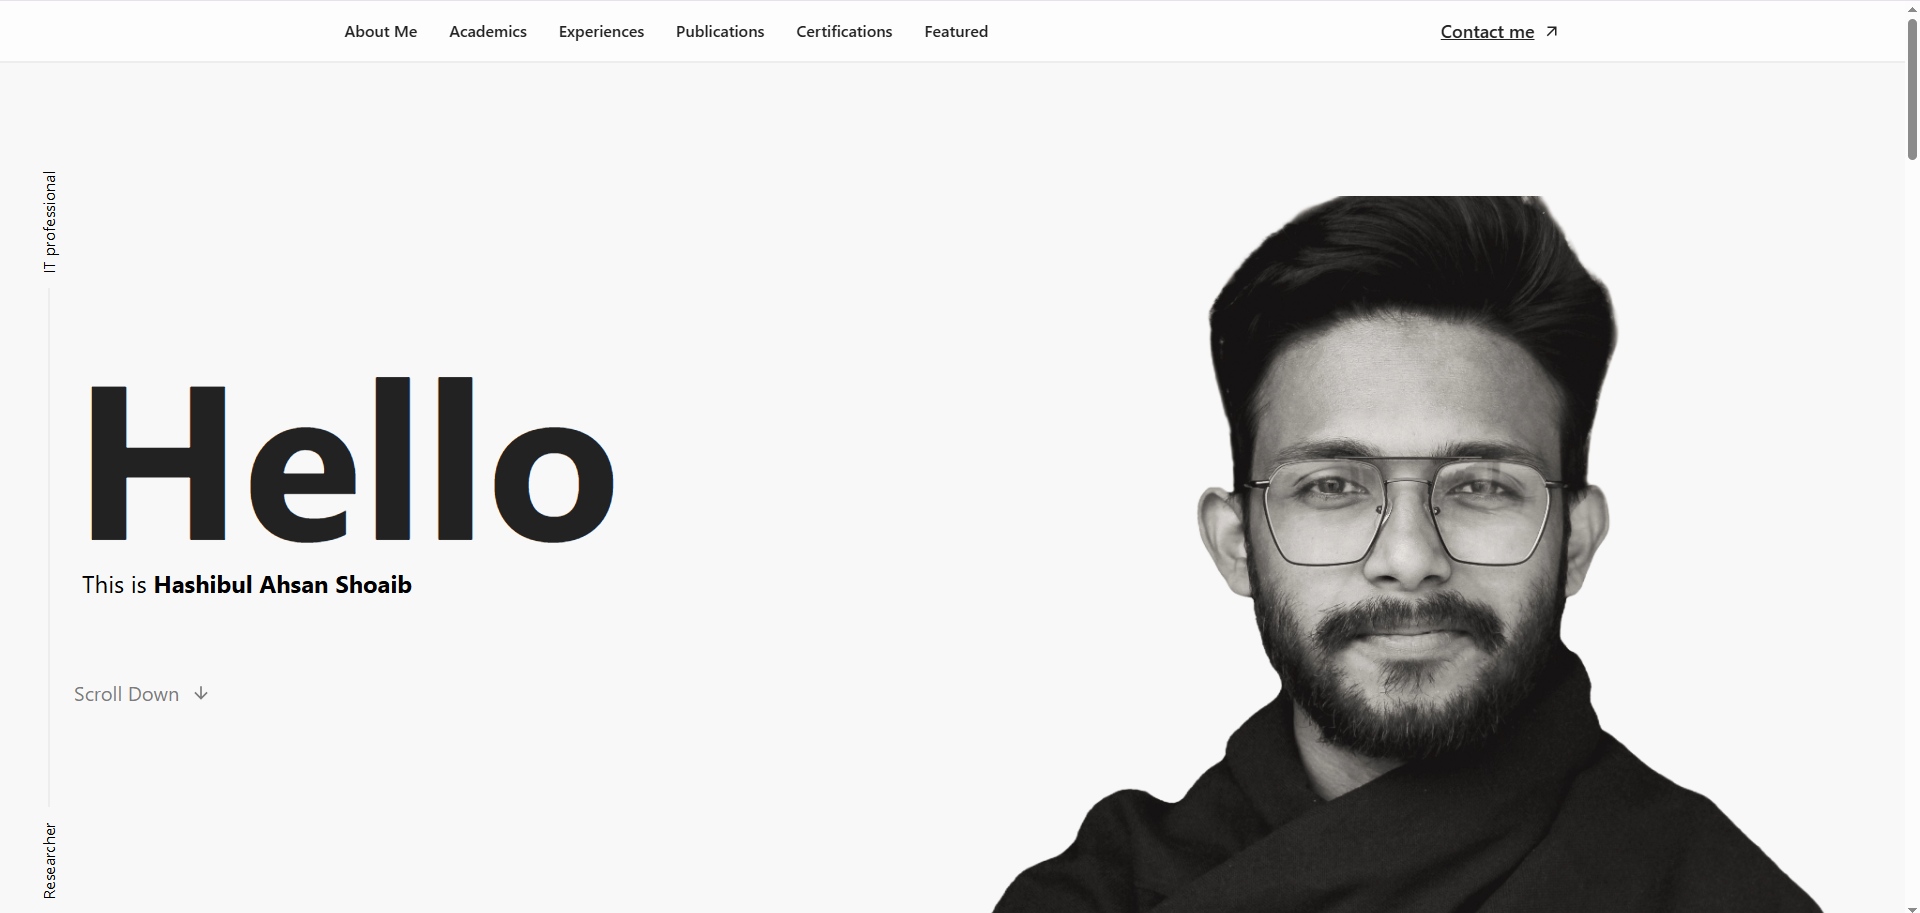 About Me Academics Experiences Publications Certifications Featured Contact me
IT professional
Hello
This is Hashibul Ahsan Shoaib
Scroll Down
Researcher